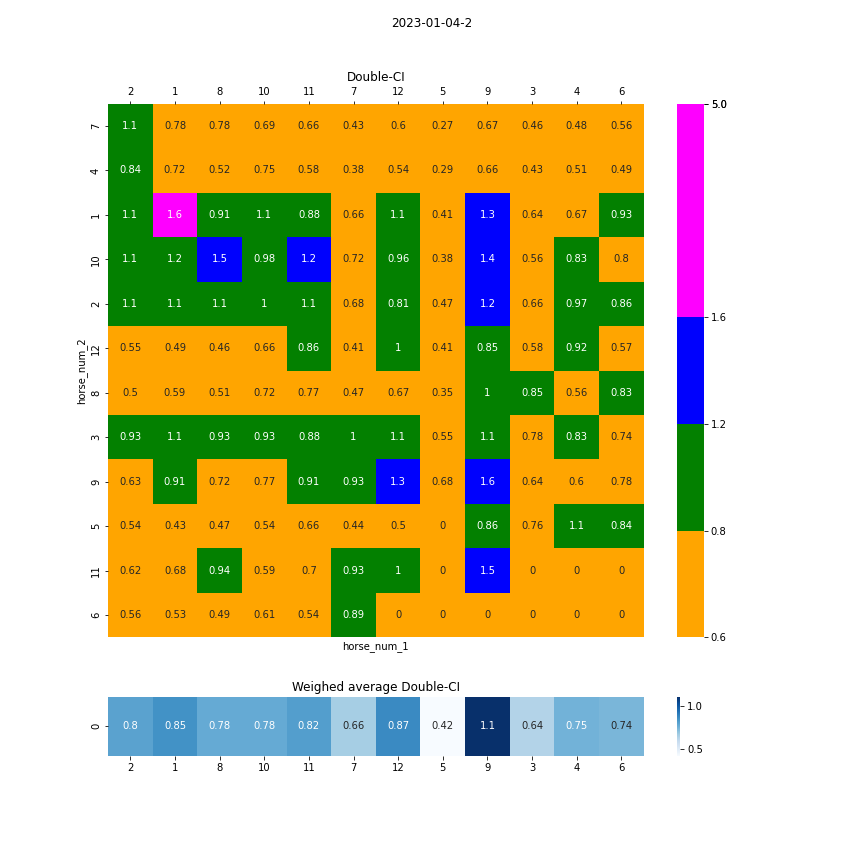 2023-01-04-2
Double-CI
2 1 8 10 11 7 12 5 9 3 4 6
7 1.1 0.78 0.78 0.69 0.66 0.43 0.6 0.27 0.67 0.46 0.48 0.56
4 0.84 0.72 0.52 0.75 0.58 0.38 0.54 0.29 0.66 0.43 0.51 0.49
1 1.1 1.6 0.91 1.1 0.88 0.66 1.1 0.41 1.3 0.64 0.67 0.93
10 1.1 1.2 1.5 0.98 1.2 0.72 0.96 0.38 1.4 0.56 0.83 0.8
2 1.1 1.1 1.1 1 1.1 0.68 0.81 0.47 1.2 0.66 0.97 0.86
12 0.55 0.49 0.46 0.66 0.86 0.41 1 0.41 0.85 0.58 0.92 0.57
8 0.5 0.59 0.51 0.72 0.77 0.47 0.67 0.35 1 0.85 0.56 0.83
3 0.93 1.1 0.93 0.93 0.88 1 1.1 0.55 1.1 0.78 0.83 0.74
9 0.63 0.91 0.72 0.77 0.91 0.93 1.3 0.68 1.6 0.64 0.6 0.78
5 0.54 0.43 0.47 0.54 0.66 0.44 0.5 0 0.86 0.76 1.1 0.84
11 0.62 0.68 0.94 0.59 0.7 0.93 1 0 1.5 0 0 0
6 0.56 0.53 0.49 0.61 0.54 0.89 0 0 0 0 0 0
horse_num_2
horse_num_1
5.0
1.6
1.2
0.8
0.6
Weighed average Double-CI
0 0.8 0.85 0.78 0.78 0.82 0.66 0.87 0.42 1.1 0.64 0.75 0.74
2 1 8 10 11 7 12 5 9 3 4 6
1.0
0.5